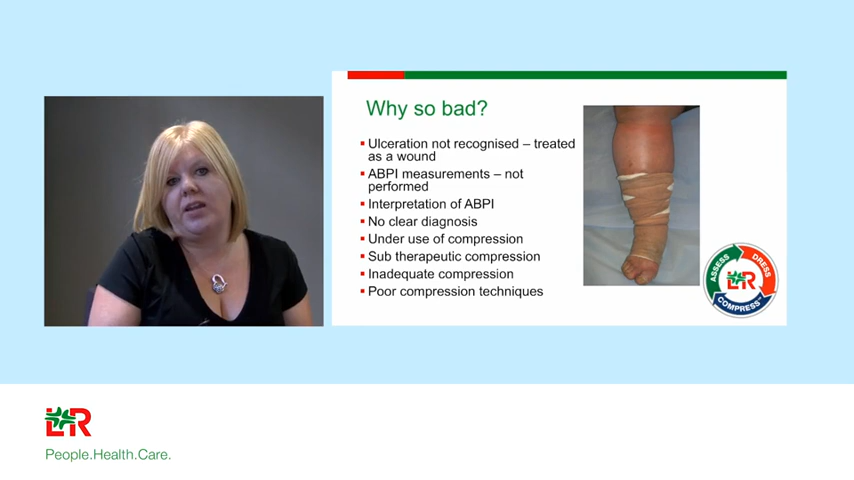 Why so bad?
Ulceration not recognised – treated
as a wound
ABPI measurements – not
performed
Interpretation of ABPI
No clear diagnosis
Under use of compression
Sub therapeutic compression
Inadequate compression
Poor compression techniques
ASSESS
DRESS
L&R
COMPRESS
L&R
People.Health.Care.